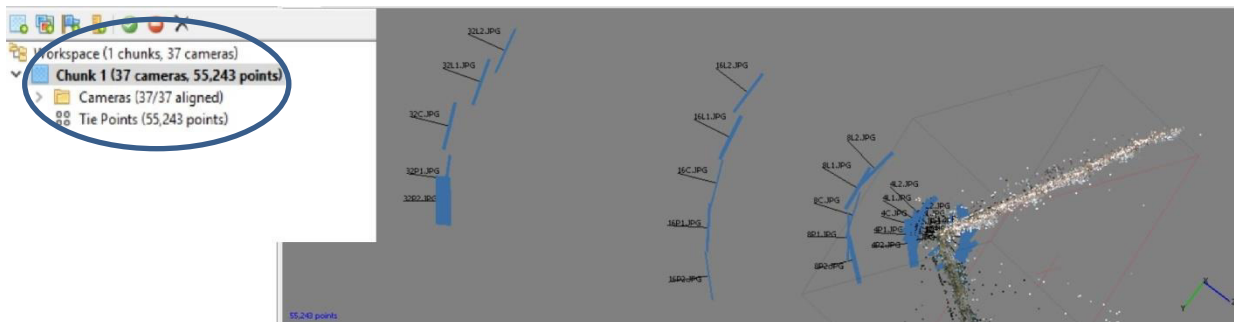 Workspace (1 chunks, 37 cameras)
Chunk 1 (37 cameras, 55,243 points)
Cameras (37/37 aligned)
Tie Points (55,243 points)
32L2.JPG
32L1.JPG
32C.JPG
32P1.JPG
32P2.JPG
16L2.JPG
16L1.JPG
16C.JPG
16P1.JPG
16P2.JPG
8L2.JPG
8L1.JPG
8C.JPG
8P1.JPG
8P2.JPG
4L2.JPG
4L1.JPG
4C.JPG
4P1.JPG
4P2.JPG
X
Y
Z
55,243 points